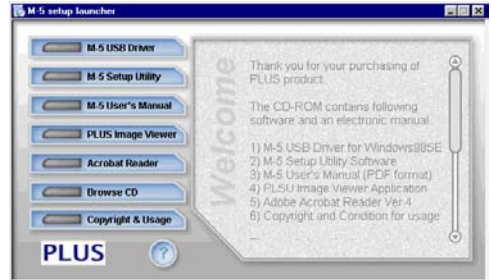 M-5 setup launcher
M-5 USB Driver
M-5 Setup Utility
M-5 User's Manual
PLUS Image Viewer
Acrobat Reader
Browse CD
Copyright & Usage
PLUS
?
Welcome
Thank you for your purchasing of
PLUS product.
The CD-ROM contains following
software and an electronic manual
1) M-5 USB Driver for Windows98SE
2) M-5 Setup Utility Software
3) M-5 User's Manual (PDF format)
4) PLSU Image Viewer Application
5) Adobe Acrobat Reader Ver 4
6) Copyright and Condition for usage